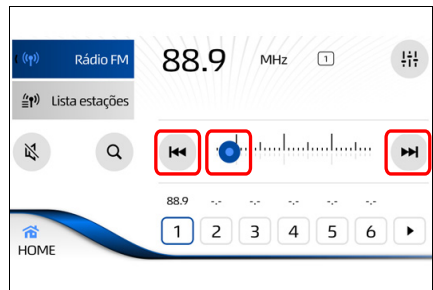 Rádio FM
88.9 MHz 1
Lista estações
88.9 -.- -.- -.- -.- -.-
1 2 3 4 5 6
HOME